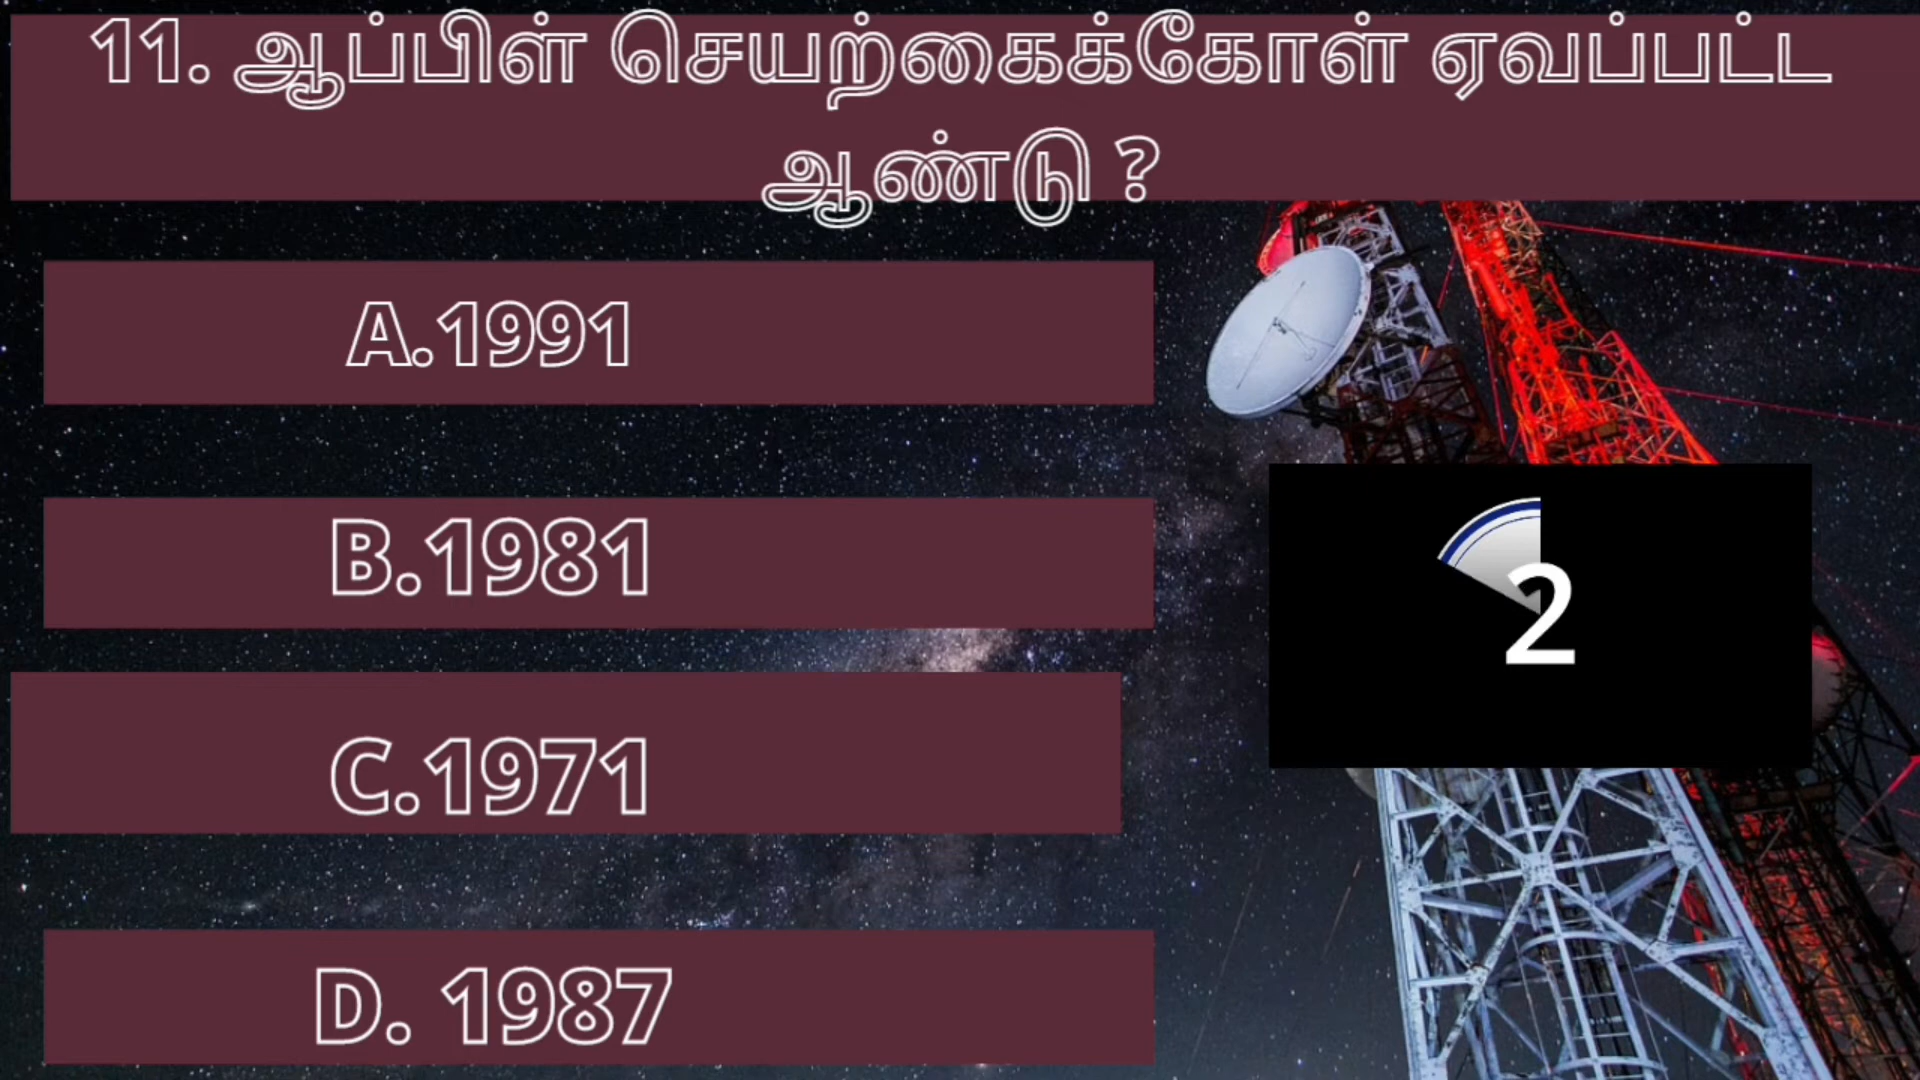 11. ஆப்பிள் செயற்கைக்கோள் ஏவப்பட்ட
ஆண்டு ?
A.1991
B.1981
2
C.1971
D. 1987